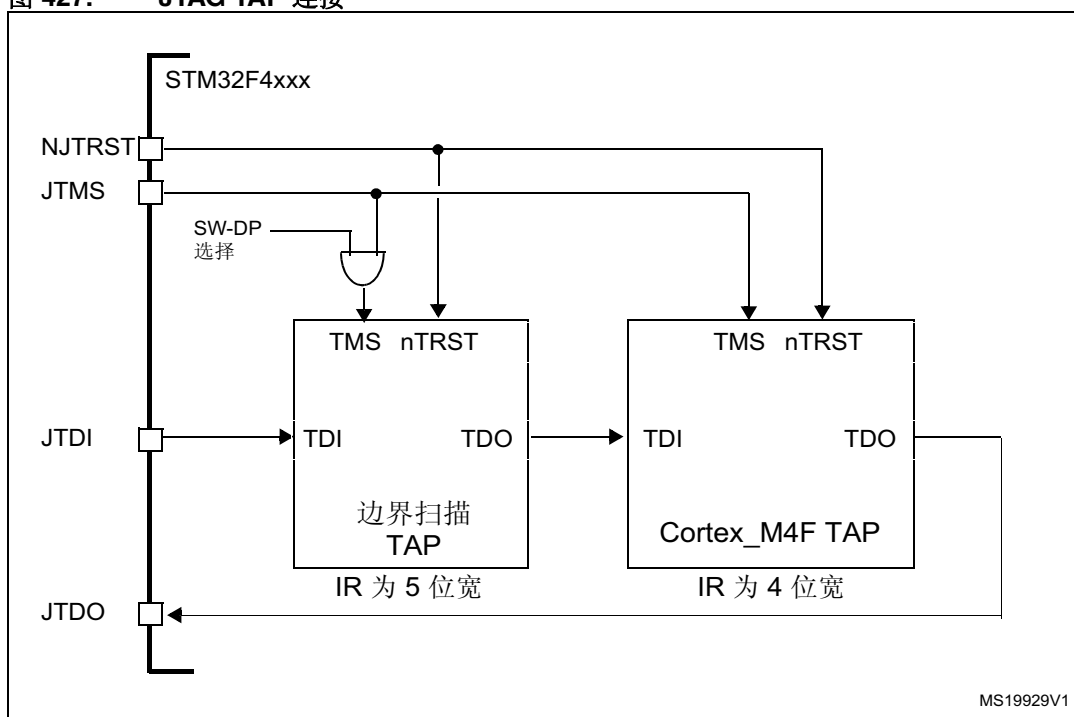 图 427. JTAG TAP 连接
STM32F4xxx
NJTRST
JTMS
SW-DP
选择
TMS nTRST
TMS nTRST
JTDI
TDI
TDO
TDI
TDO
边界扫描
TAP
Cortex_M4F TAP
IR 为 5 位宽
IR 为 4 位宽
JTDO
MS19929V1